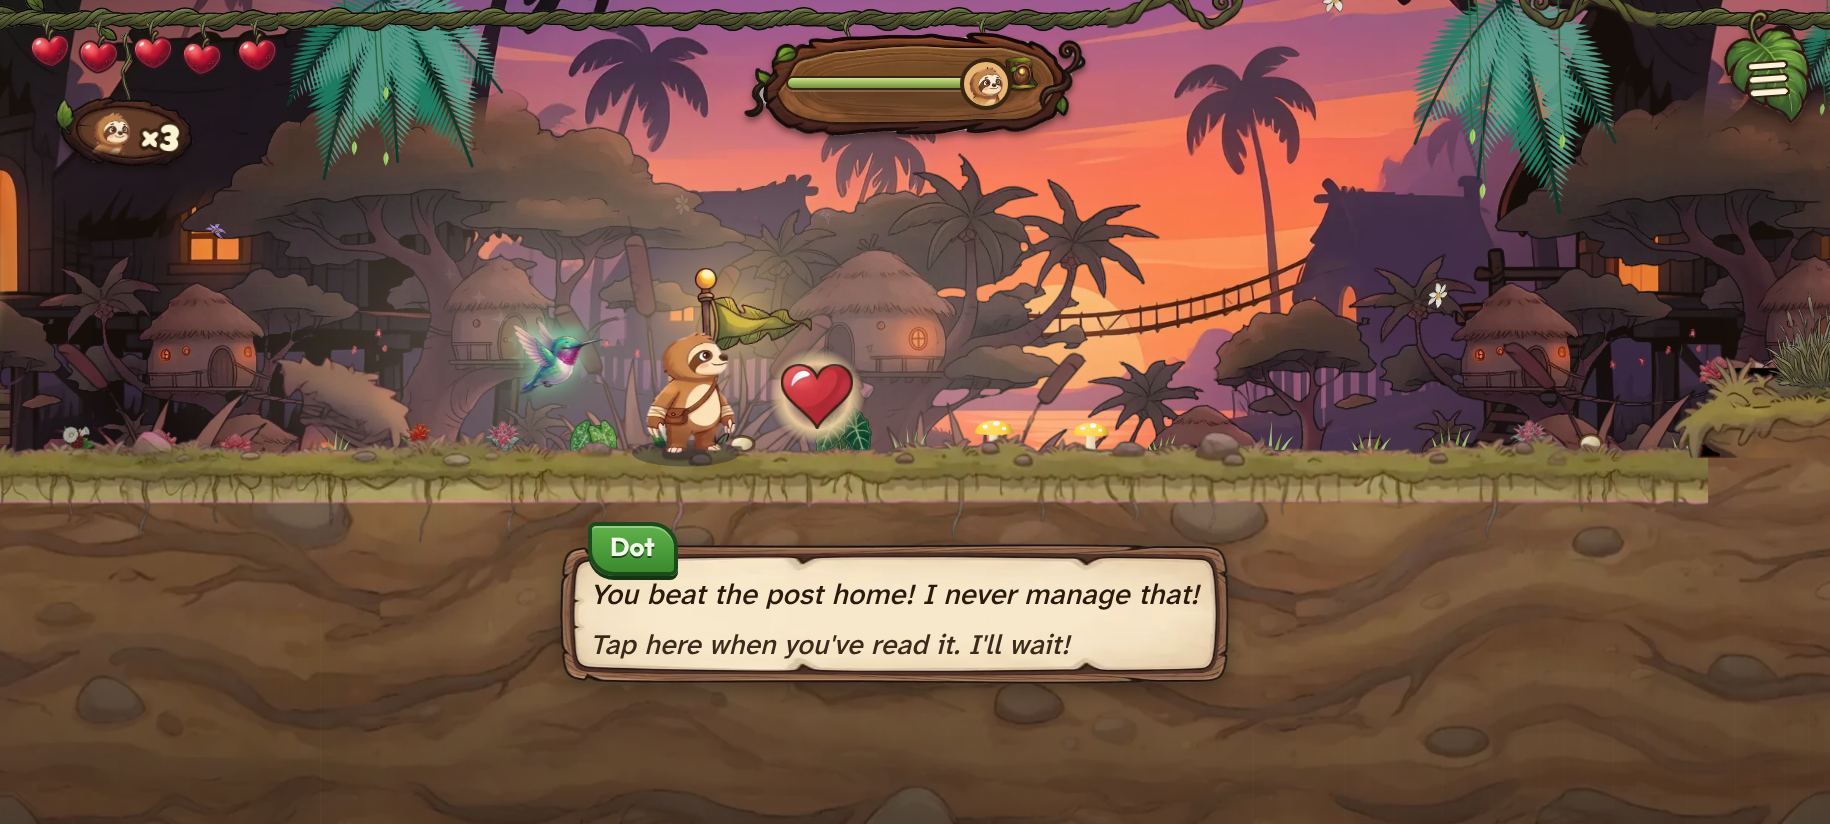 ×3
Dot
You beat the post home! I never manage that!
Tap here when you've read it. I'll wait!